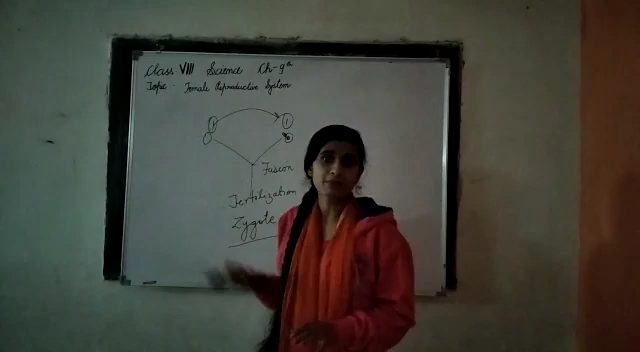 Class VIII Science Ch-9th
Topic - Female Reproductive System
Fusion
Fertilization
Zygote